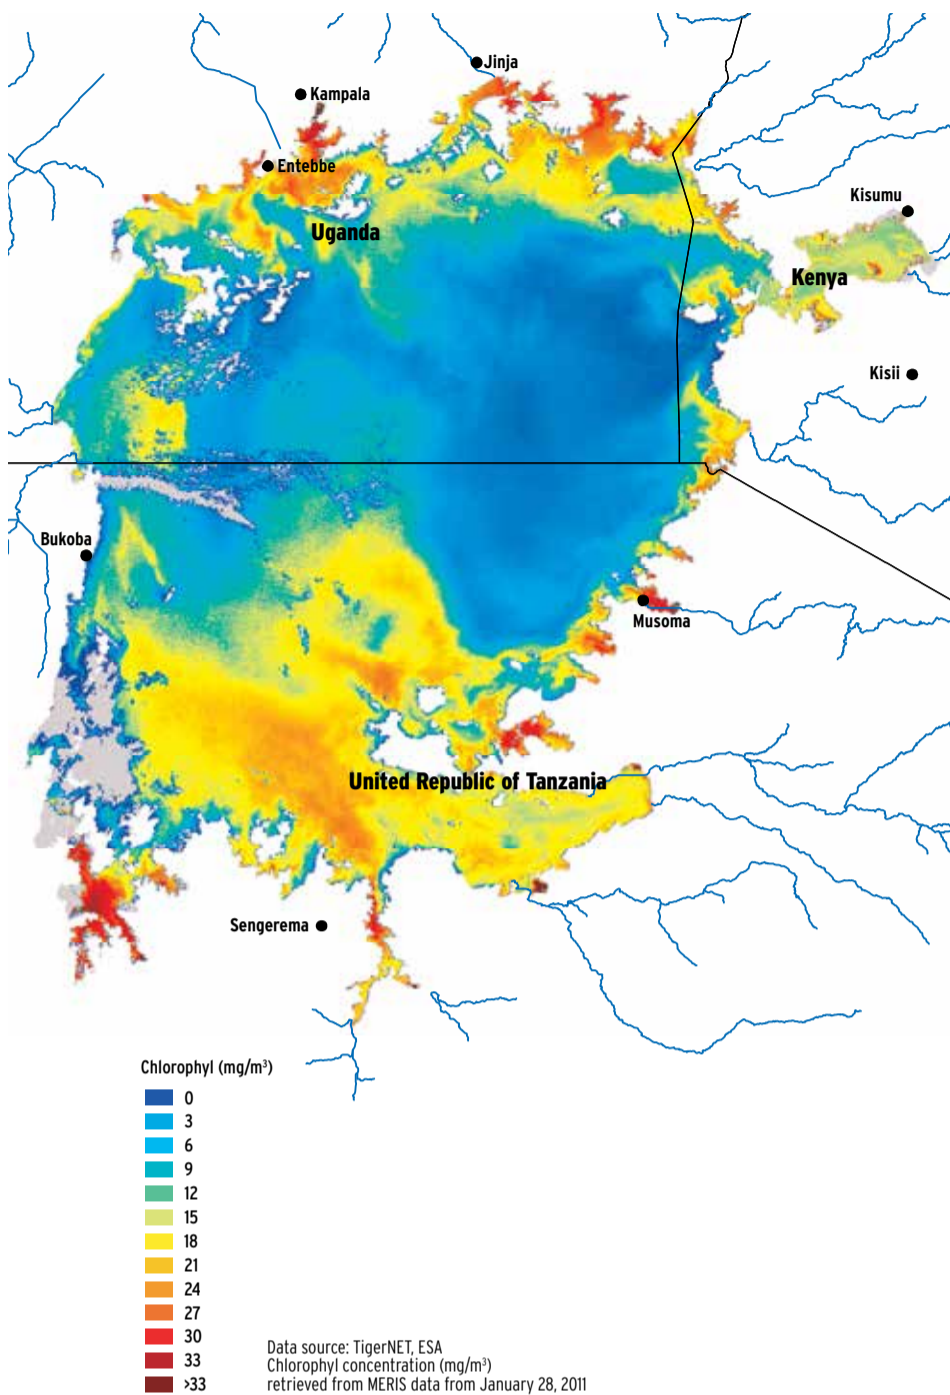 Jinja
Kampala
Entebbe
Kisumu
Uganda
Kenya
Kisii
Bukoba
Musoma
United Republic of Tanzania
Sengerema
Chlorophyl (mg/m³)
0
3
6
9
12
15
18
21
24
27
30
33
>33
Data source: TigerNET, ESA
Chlorophyl concentration (mg/m³)
retrieved from MERIS data from January 28, 2011